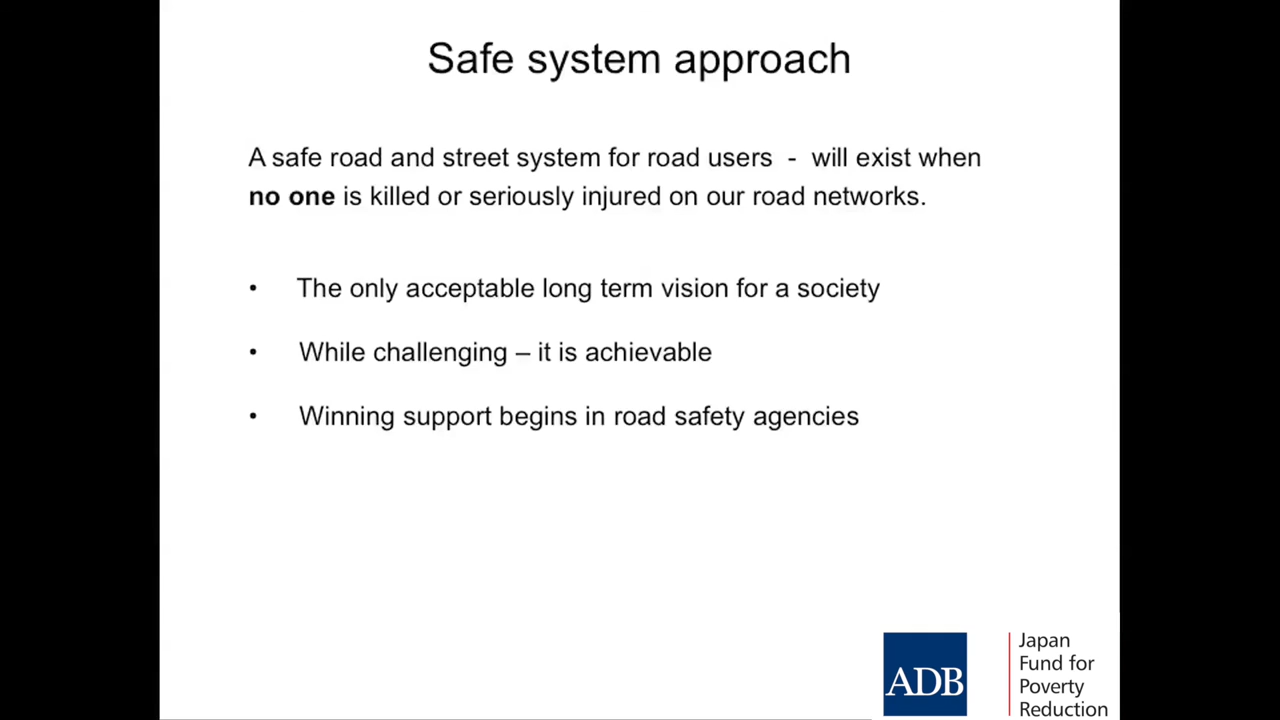 Safe system approach
A safe road and street system for road users - will exist when
no one is killed or seriously injured on our road networks.
• The only acceptable long term vision for a society
• While challenging – it is achievable
• Winning support begins in road safety agencies
ADB
Japan
Fund for
Poverty
Reduction